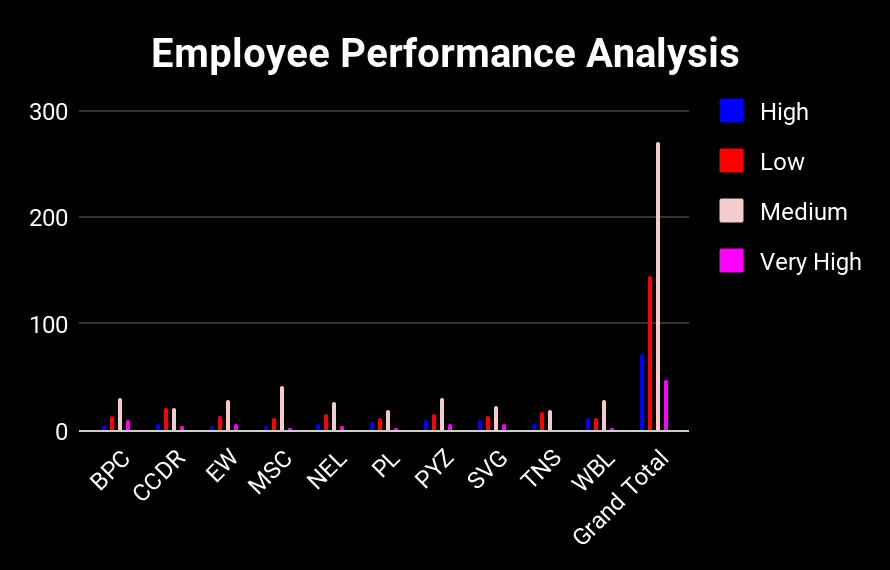 Employee Performance Analysis
300
200
100
0
High
Low
Medium
Very High
BPC
CCDR
EW
MSC
NEL
PL
PYZ
SVG
TNS
WBL
Grand Total